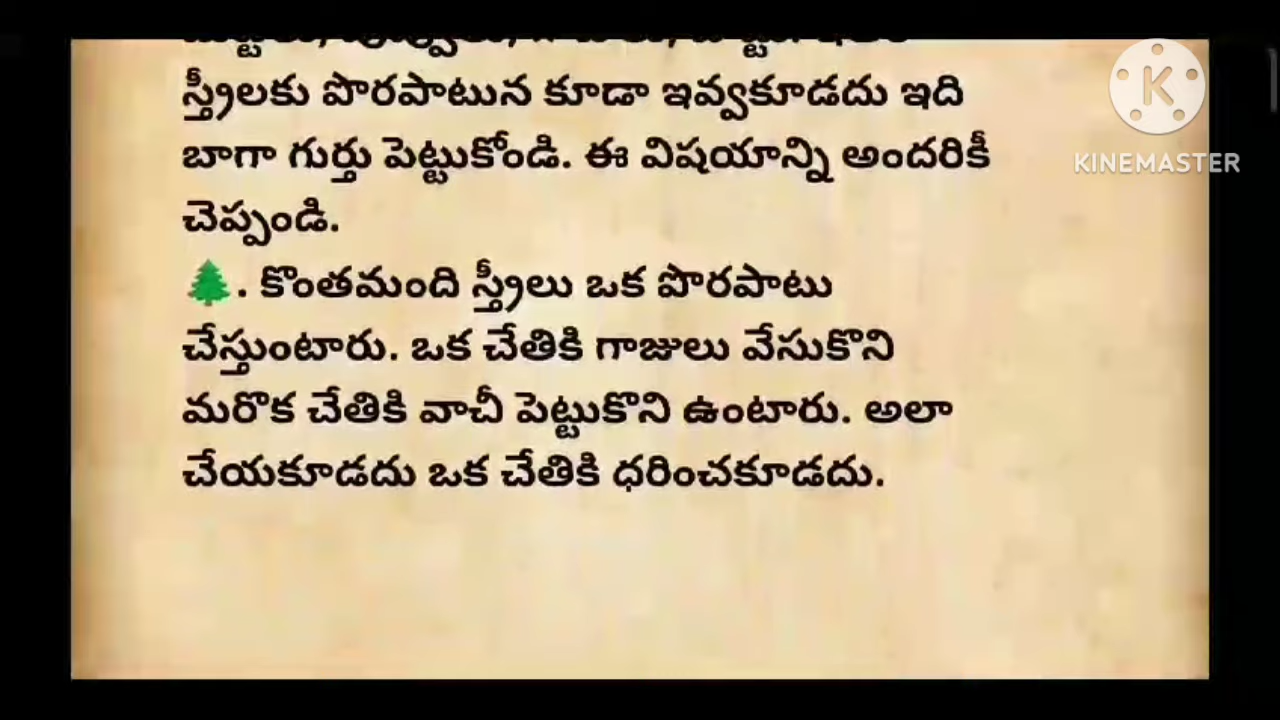 స్త్రీలకు పొరపాటున కూడా ఇవ్వకూడదు ఇది
బాగా గుర్తు పెట్టుకోండి. ఈ విషయాన్ని అందరికీ
చెప్పండి.
🌲. కొంతమంది స్త్రీలు ఒక పొరపాటు
చేస్తుంటారు. ఒక చేతికి గాజులు వేసుకొని
మరొక చేతికి వాచీ పెట్టుకొని ఉంటారు. అలా
చేయకూడదు ఒక చేతికి ధరించకూడదు.
K
KINEMASTER